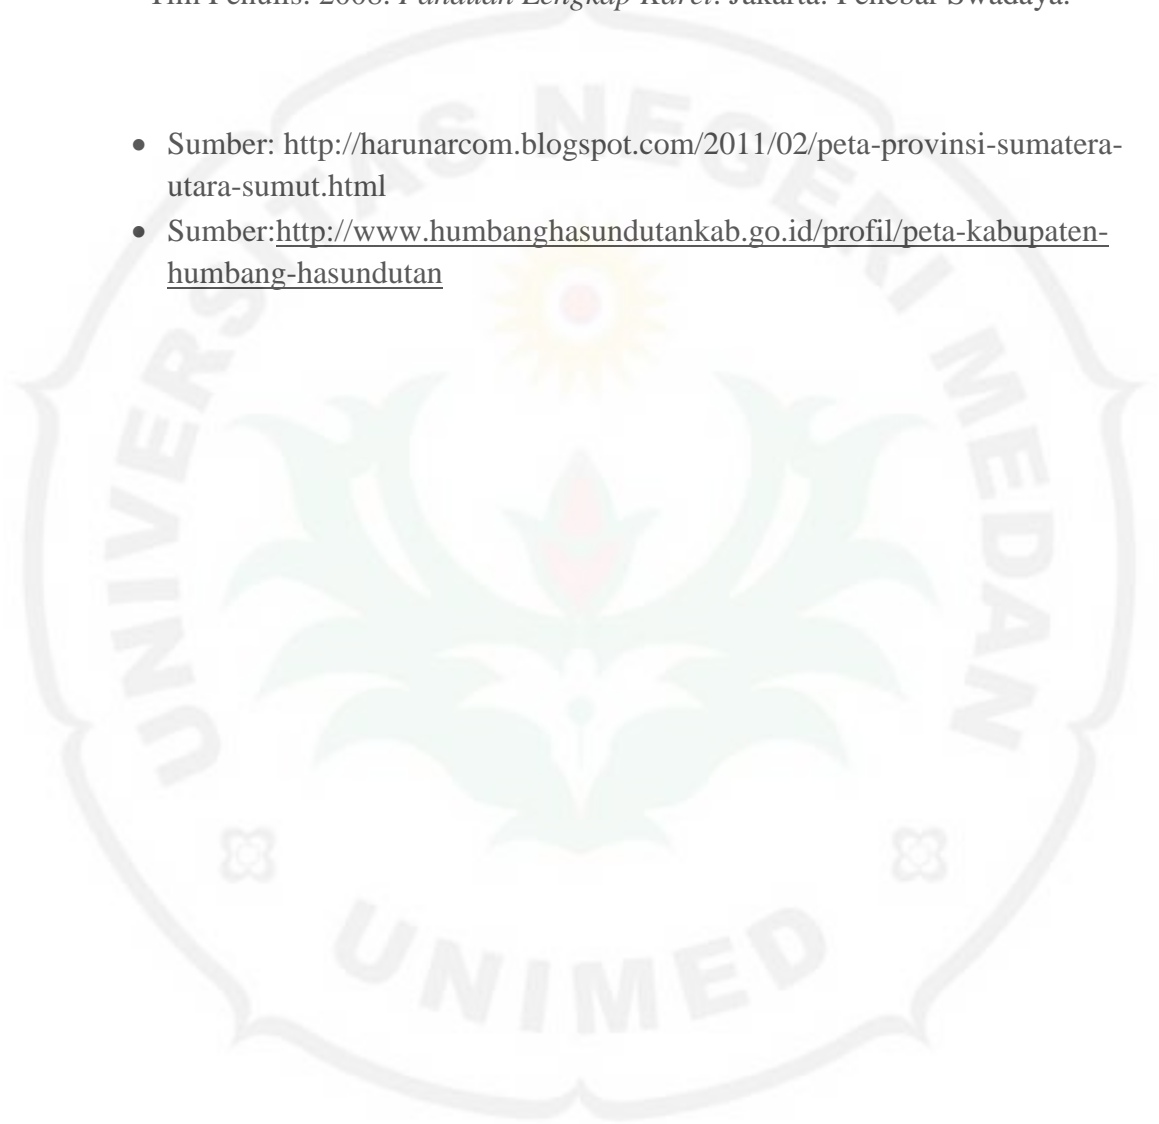 Tim Penulis. 2008. Panduan Lengkap Karet. Jakarta: Penebar Swadaya.
• Sumber: http://harunarcom.blogspot.com/2011/02/peta-provinsi-sumatera-
utara-sumut.html
• Sumber:http://www.humbanghasundutankab.go.id/profil/peta-kabupaten-
humbang-hasundutan
UNIVERSITAS NEGERI MEDAN
UNIMED